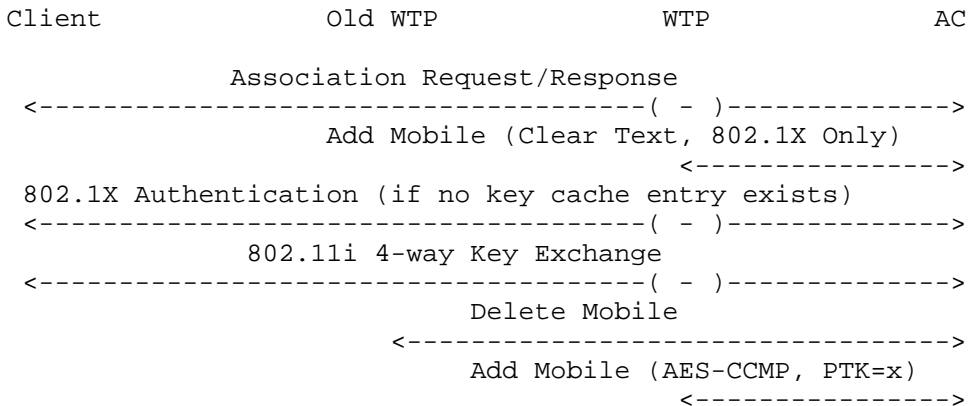 Client Old WTP WTP AC
Association Request/Response
<--------------------------------------( - )-------------->
Add Mobile (Clear Text, 802.1X Only)
<---------------->
802.1X Authentication (if no key cache entry exists)
<--------------------------------------( - )-------------->
802.11i 4-way Key Exchange
<--------------------------------------( - )-------------->
Delete Mobile
<---------------------------------->
Add Mobile (AES-CCMP, PTK=x)
<---------------->